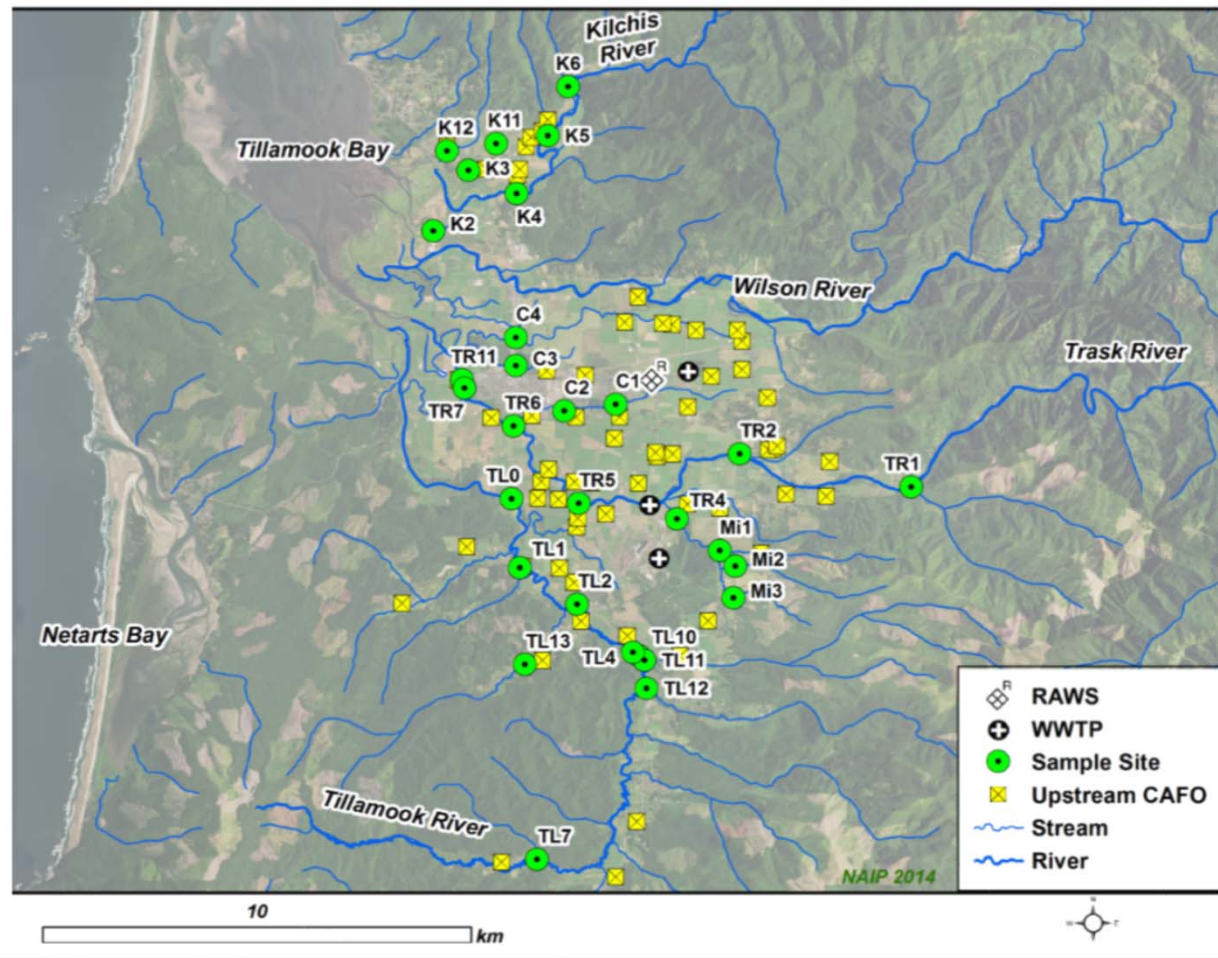 Kilchis
River
K6
K12
K11
K5
Tillamook Bay
K3
K4
K2
Wilson River
C4
Trask River
TR11
C3
R
C1
C2
TR7
TR6
TR2
TR1
TL0
TR5
TR4
Mi1
TL1
Mi2
TL2
Mi3
Netarts Bay
TL13
TL10
TL4
TL11
TL12
R
RAWS
WWTP
Sample Site
Upstream CAFO
Stream
River
Tillamook River
TL7
NAIP 2014
10
km